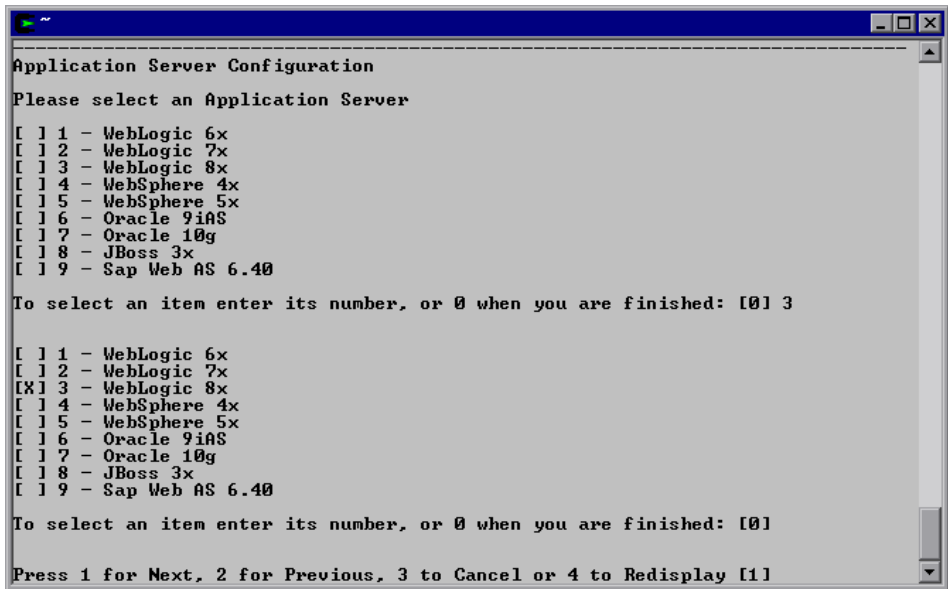 ~
Application Server Configuration
Please select an Application Server
[ ] 1 - WebLogic 6x
[ ] 2 - WebLogic 7x
[ ] 3 - WebLogic 8x
[ ] 4 - WebSphere 4x
[ ] 5 - WebSphere 5x
[ ] 6 - Oracle 9iAS
[ ] 7 - Oracle 10g
[ ] 8 - JBoss 3x
[ ] 9 - Sap Web AS 6.40
To select an item enter its number, or 0 when you are finished: [0] 3
[ ] 1 - WebLogic 6x
[ ] 2 - WebLogic 7x
[X] 3 - WebLogic 8x
[ ] 4 - WebSphere 4x
[ ] 5 - WebSphere 5x
[ ] 6 - Oracle 9iAS
[ ] 7 - Oracle 10g
[ ] 8 - JBoss 3x
[ ] 9 - Sap Web AS 6.40
To select an item enter its number, or 0 when you are finished: [0]
Press 1 for Next, 2 for Previous, 3 to Cancel or 4 to Redisplay [1]